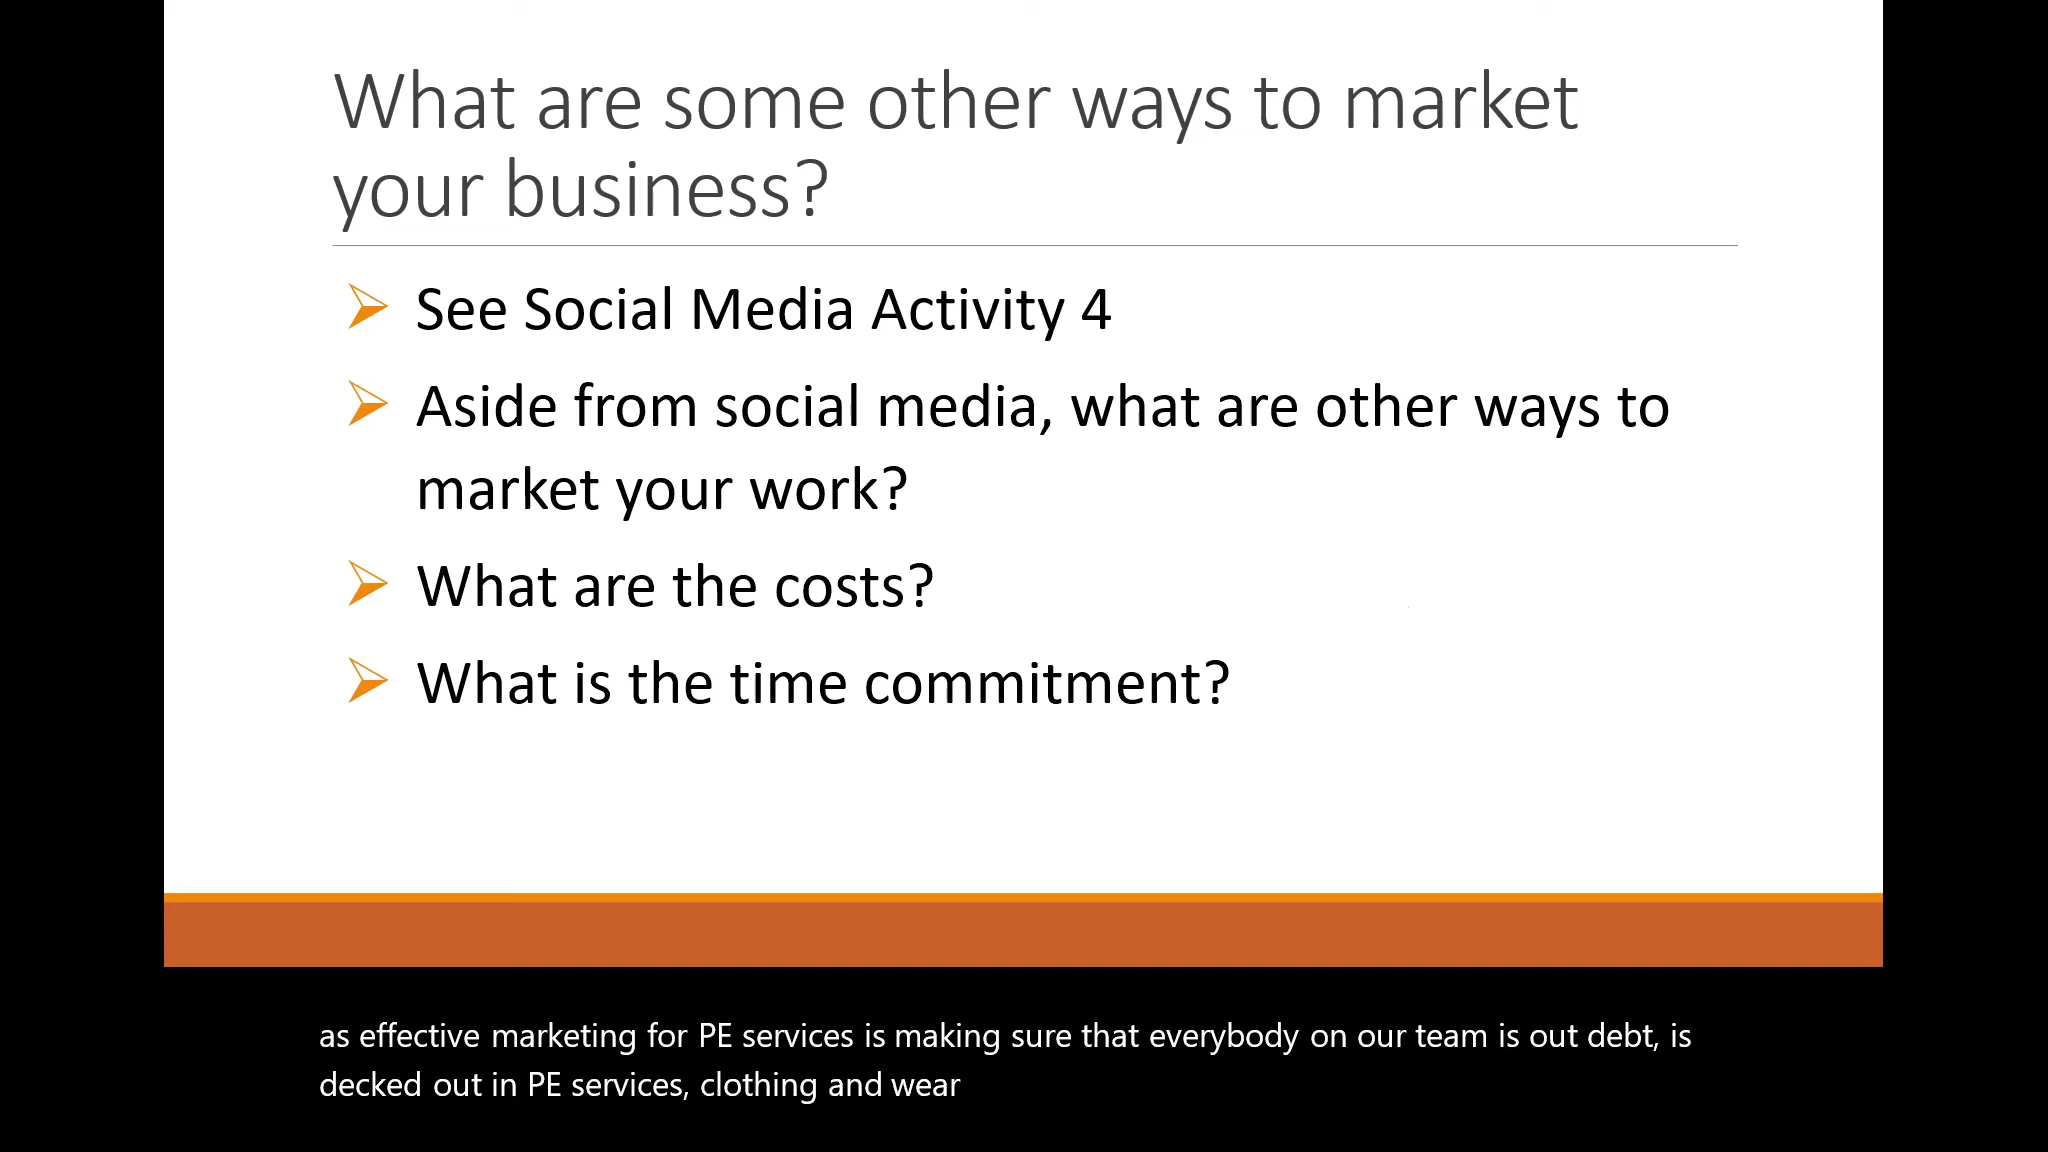 What are some other ways to market
your business?
See Social Media Activity 4
Aside from social media, what are other ways to
market your work?
What are the costs?
What is the time commitment?
as effective marketing for PE services is making sure that everybody on our team is out debt, is
decked out in PE services, clothing and wear